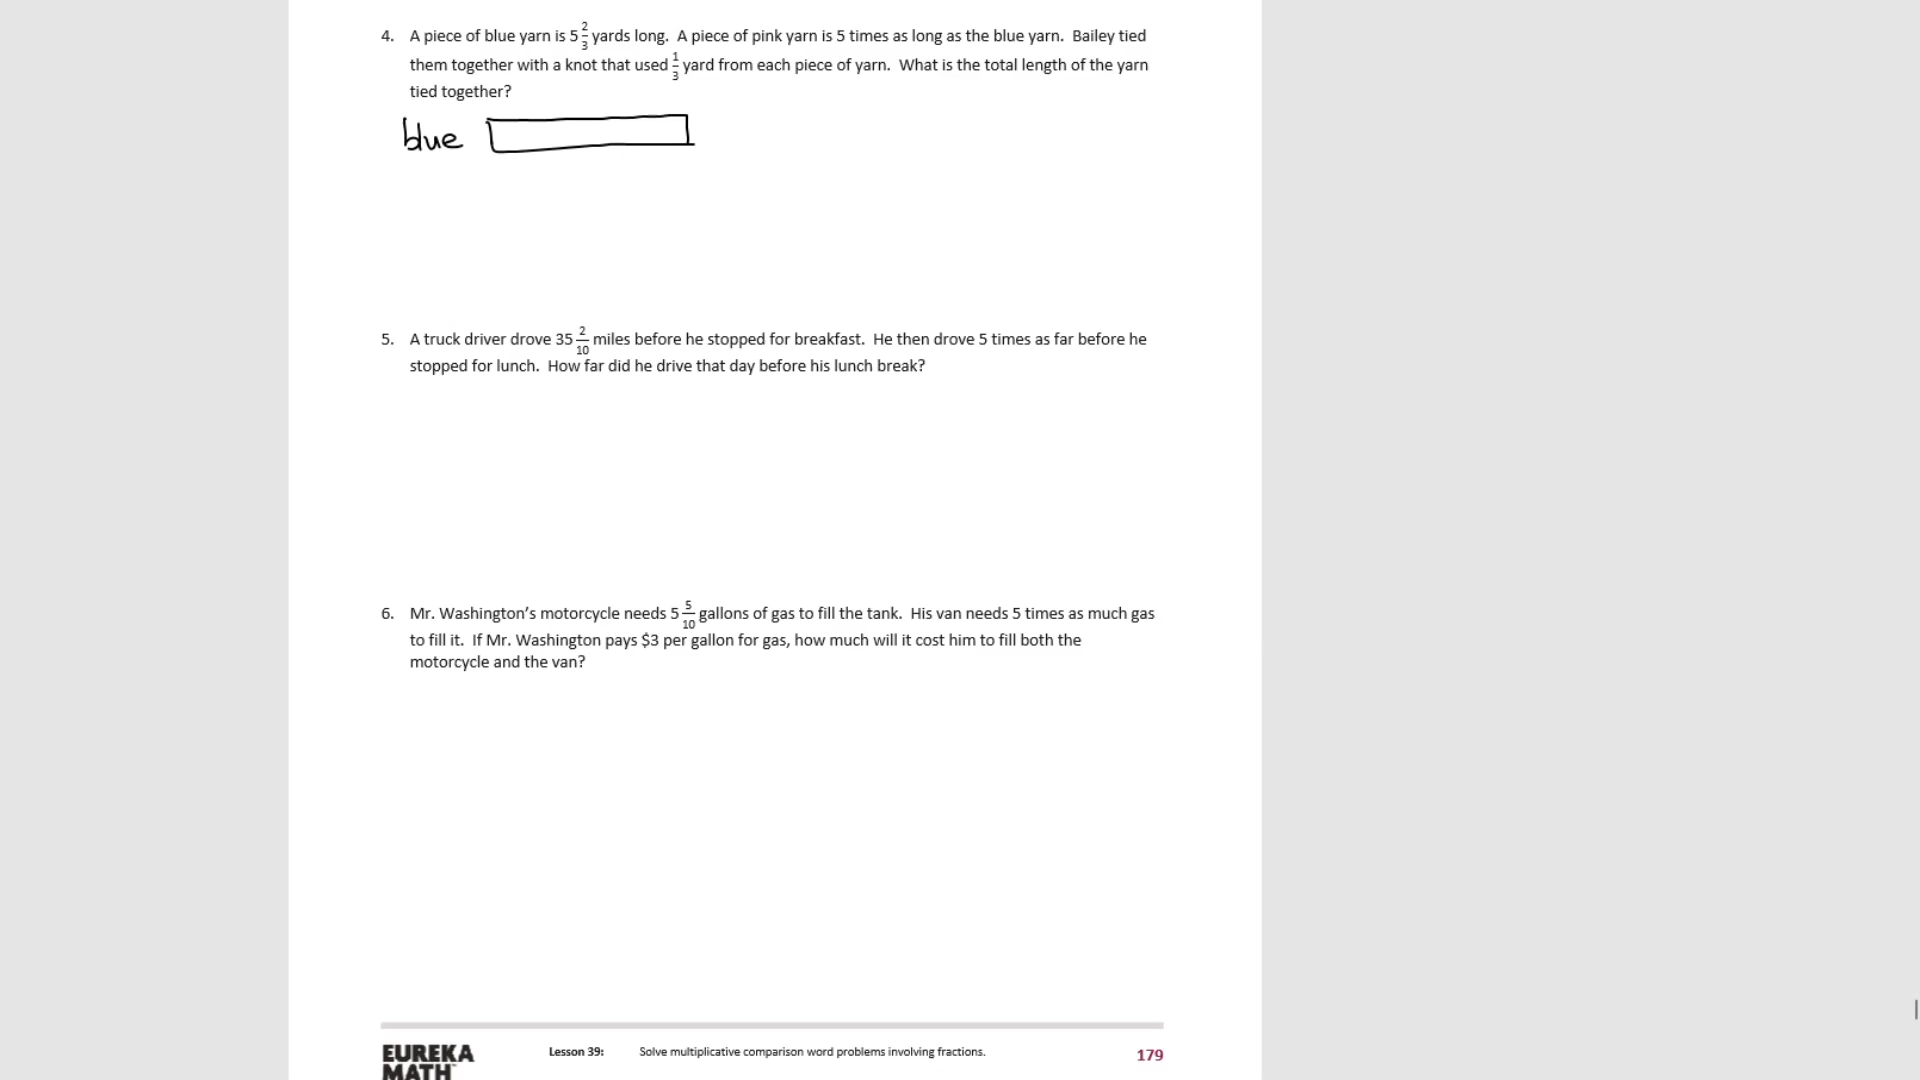 4. A piece of blue yarn is 5 2/3 yards long. A piece of pink yarn is 5 times as long as the blue yarn. Bailey tied
them together with a knot that used 1/3 yard from each piece of yarn. What is the total length of the yarn
tied together?
blue
5. A truck driver drove 35 2/10 miles before he stopped for breakfast. He then drove 5 times as far before he
stopped for lunch. How far did he drive that day before his lunch break?
6. Mr. Washington's motorcycle needs 5 5/10 gallons of gas to fill the tank. His van needs 5 times as much gas
to fill it. If Mr. Washington pays $3 per gallon for gas, how much will it cost him to fill both the
motorcycle and the van?
EUREKA
MATH
Lesson 39: Solve multiplicative comparison word problems involving fractions. 179